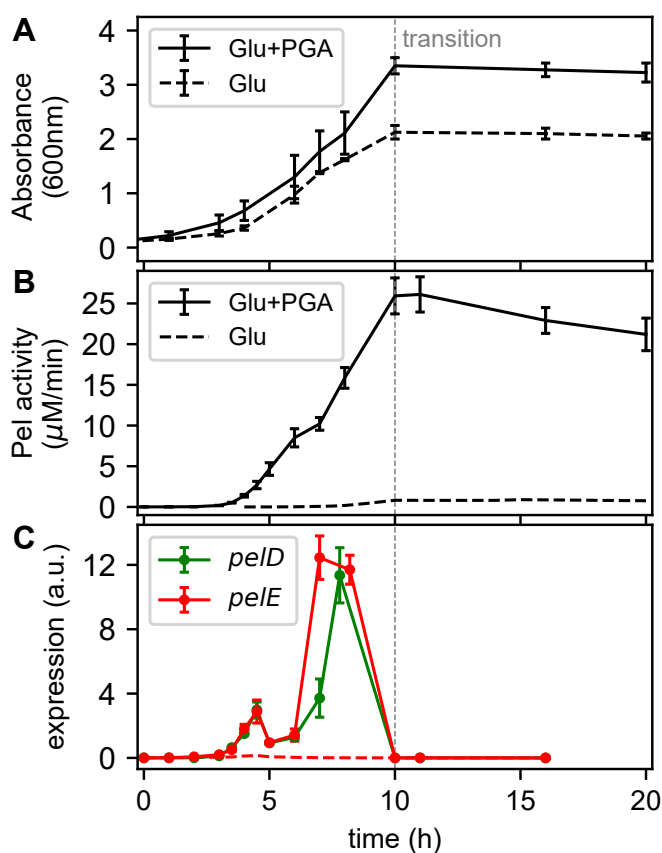 A
Absorbance
(600nm)
4
3
2
1
0
Glu+PGA
Glu
transition
B
Pel activity
(µM/min)
25
20
15
10
5
0
Glu+PGA
Glu
C
expression (a.u.)
12
8
4
0
pelD
pelE
0 5 10 15 20
time (h)